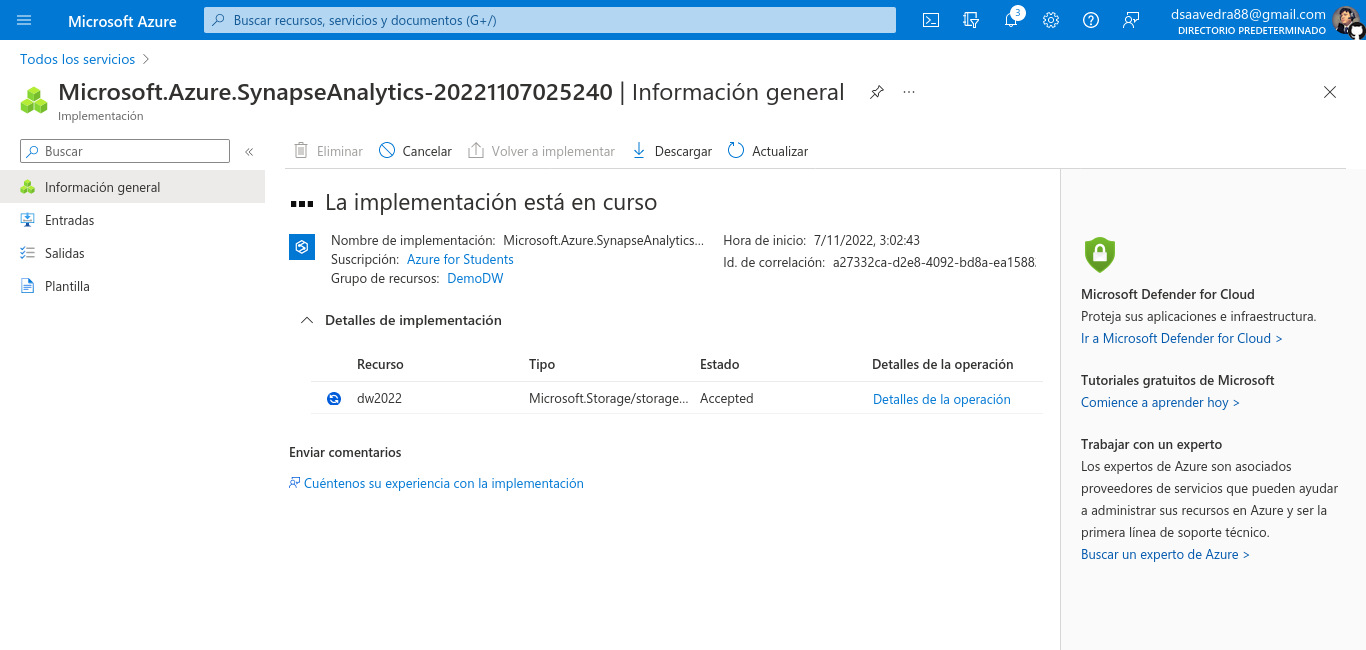 Microsoft Azure
Buscar recursos, servicios y documentos (G+/)
3
dsaavedra88@gmail.com
DIRECTORIO PREDETERMINADO
Todos los servicios
Microsoft.Azure.SynapseAnalytics-20221107025240 | Información general
Implementación
Buscar
Eliminar
Cancelar
Volver a implementar
Descargar
Actualizar
Información general
Entradas
Salidas
Plantilla
La implementación está en curso
Nombre de implementación: Microsoft.Azure.SynapseAnalytics...
Suscripción: Azure for Students
Grupo de recursos: DemoDW
Hora de inicio: 7/11/2022, 3:02:43
Id. de correlación: a27332ca-d2e8-4092-bd8a-ea1588.
Detalles de implementación
Recurso Tipo Estado Detalles de la operación
dw2022 Microsoft.Storage/storage... Accepted Detalles de la operación
Enviar comentarios
Cuéntenos su experiencia con la implementación
Microsoft Defender for Cloud
Proteja sus aplicaciones e infraestructura.
Ir a Microsoft Defender for Cloud >
Tutoriales gratuitos de Microsoft
Comience a aprender hoy >
Trabajar con un experto
Los expertos de Azure son asociados
proveedores de servicios que pueden ayudar
a administrar sus recursos en Azure y ser la
primera línea de soporte técnico.
Buscar un experto de Azure >